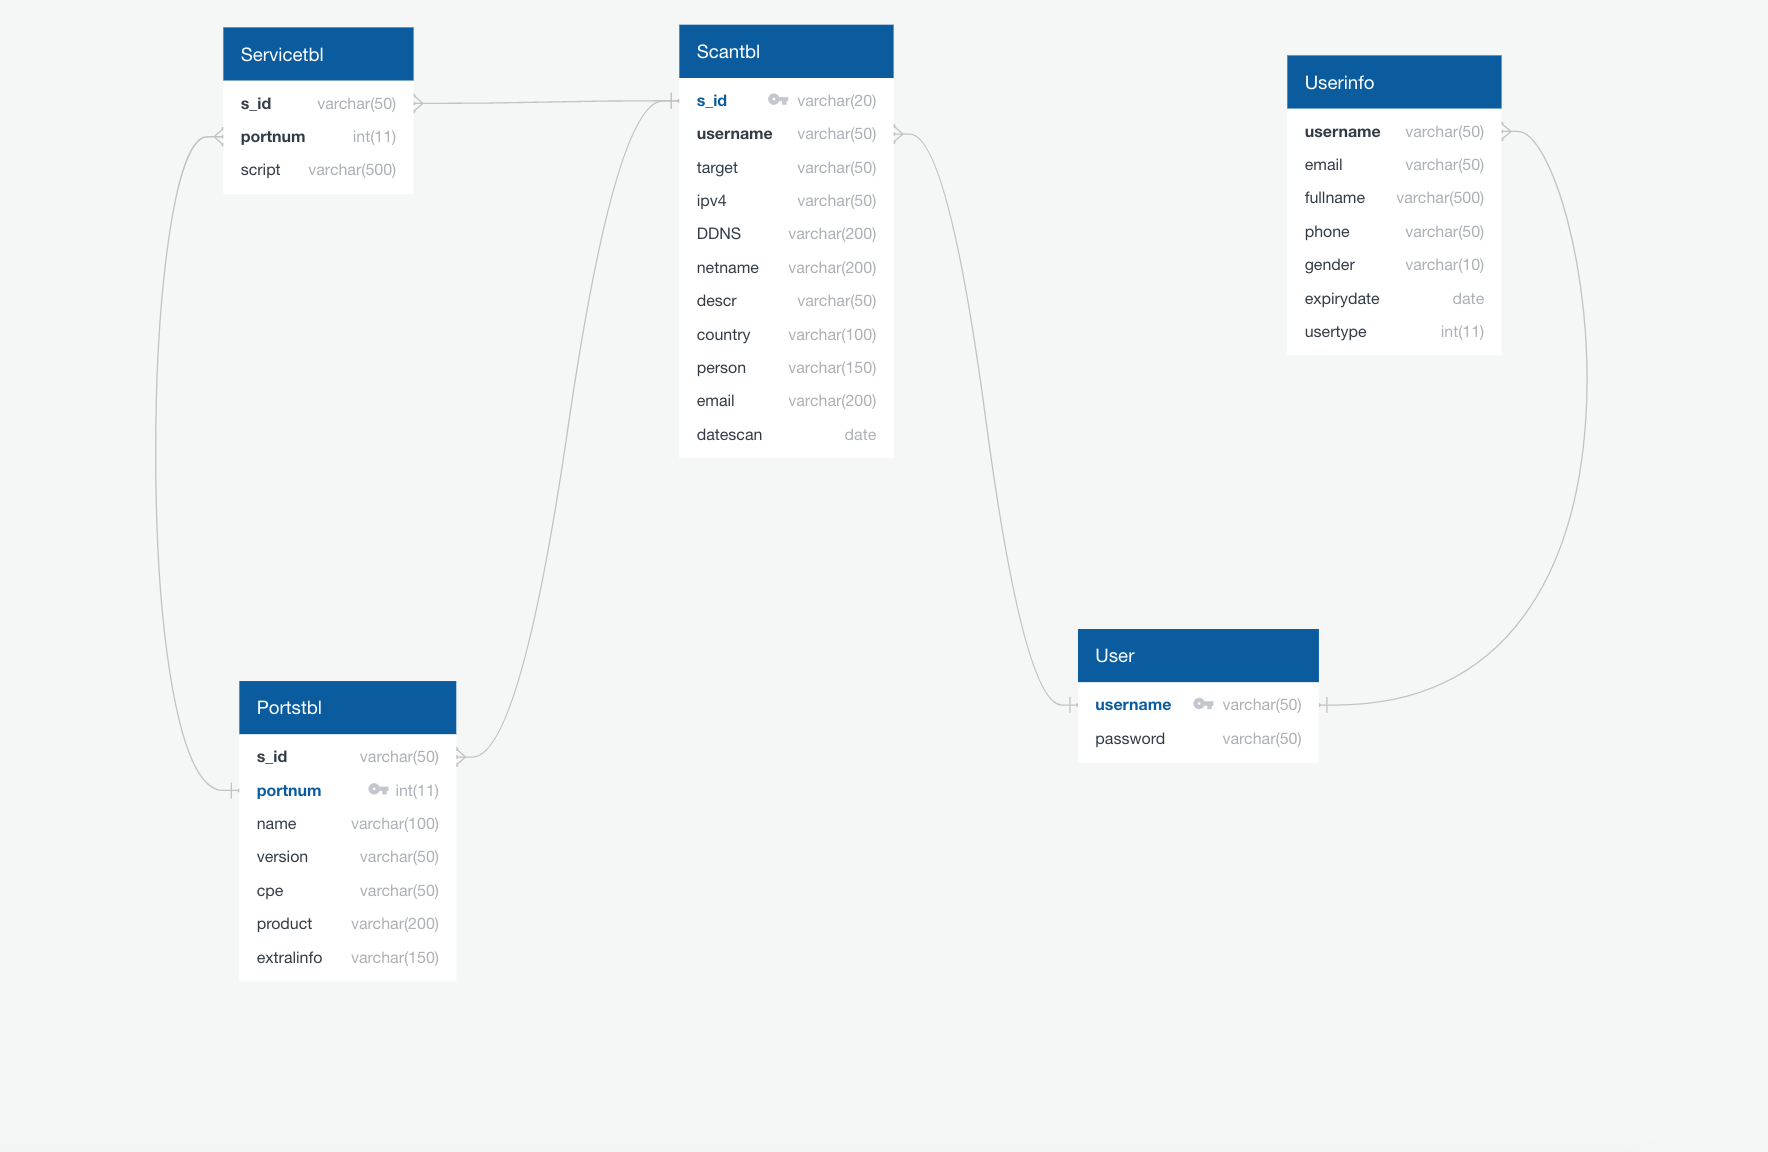 Servicetbl
s_id varchar(50)
portnum int(11)
script varchar(500)
Scantbl
s_id varchar(20)
username varchar(50)
target varchar(50)
ipv4 varchar(50)
DDNS varchar(200)
netname varchar(200)
descr varchar(50)
country varchar(100)
person varchar(150)
email varchar(200)
datescan date
Userinfo
username varchar(50)
email varchar(50)
fullname varchar(500)
phone varchar(50)
gender varchar(10)
expirydate date
usertype int(11)
Portstbl
s_id varchar(50)
portnum int(11)
name varchar(100)
version varchar(50)
cpe varchar(50)
product varchar(200)
extralinfo varchar(150)
User
username varchar(50)
password varchar(50)